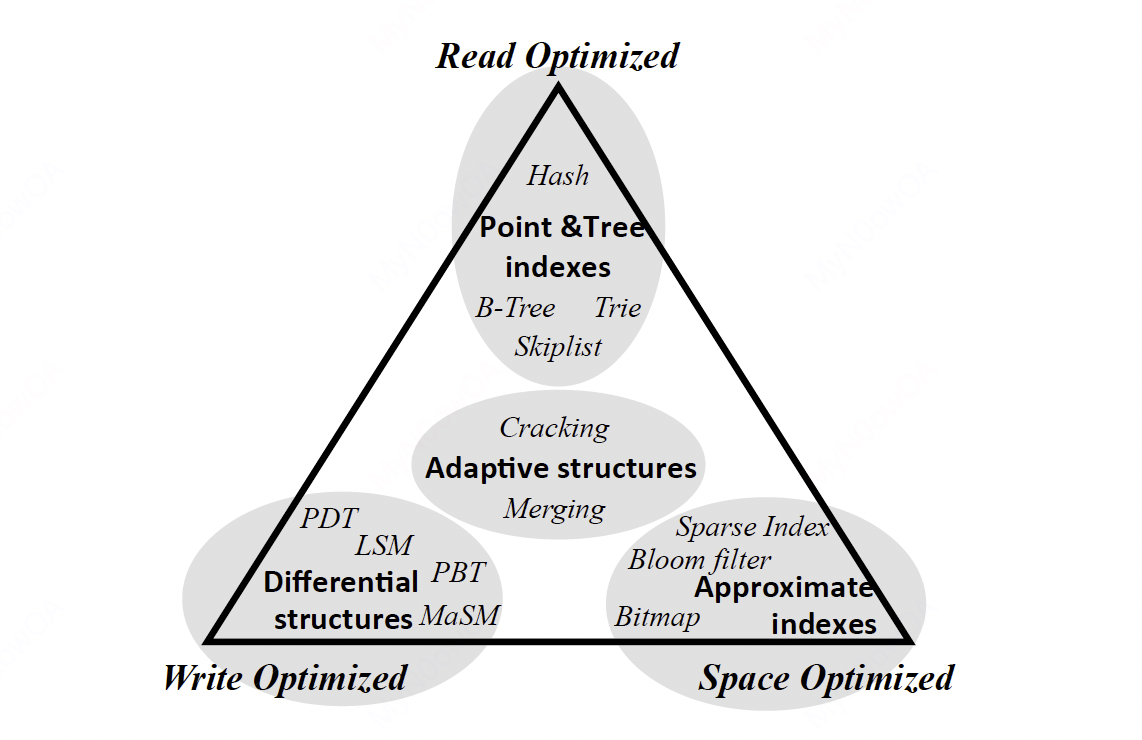 Read Optimized
Hash
Point &Tree
indexes
B-Tree Trie
Skiplist
Cracking
Adaptive structures
Merging
PDT
LSM
PBT
Differential
structures
MaSM
Sparse Index
Bloom filter
Approximate
Bitmap
indexes
Write Optimized
Space Optimized